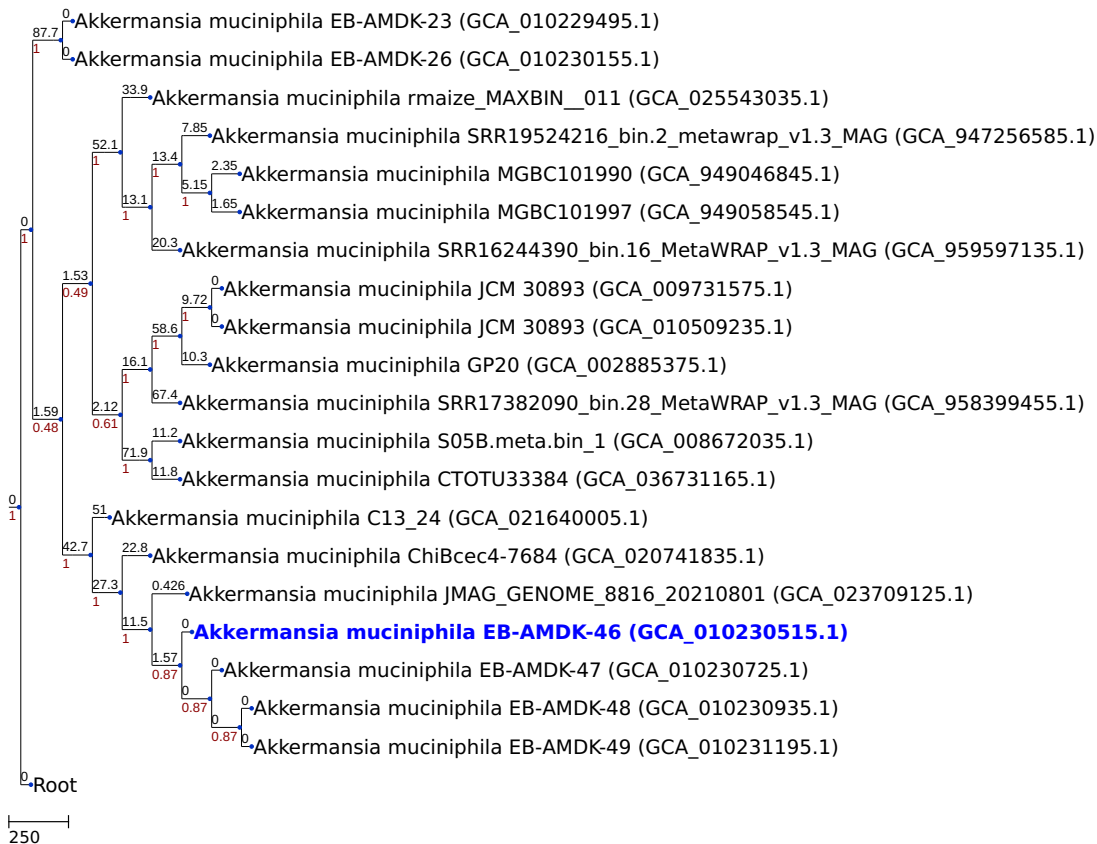 0 Akkermansia muciniphila EB-AMDK-23 (GCA_010229495.1)
87.7
1
0 Akkermansia muciniphila EB-AMDK-26 (GCA_010230155.1)
33.9 Akkermansia muciniphila rmaize_MAXBIN__011 (GCA_025543035.1)
7.85 Akkermansia muciniphila SRR19524216_bin.2_metawrap_v1.3_MAG (GCA_947256585.1)
52.1
1
13.4
1
2.35 Akkermansia muciniphila MGBC101990 (GCA_949046845.1)
5.15
1
13.1
1
1.65 Akkermansia muciniphila MGBC101997 (GCA_949058545.1)
0
1
20.3 Akkermansia muciniphila SRR16244390_bin.16_MetaWRAP_v1.3_MAG (GCA_959597135.1)
1.53
0.49
0 Akkermansia muciniphila JCM 30893 (GCA_009731575.1)
9.72
1
0 Akkermansia muciniphila JCM 30893 (GCA_010509235.1)
58.6
1
10.3 Akkermansia muciniphila GP20 (GCA_002885375.1)
16.1
1
67.4 Akkermansia muciniphila SRR17382090_bin.28_MetaWRAP_v1.3_MAG (GCA_958399455.1)
1.59
0.48
2.12
0.61
11.2 Akkermansia muciniphila S05B.meta.bin_1 (GCA_008672035.1)
71.9
1
11.8 Akkermansia muciniphila CTOTU33384 (GCA_036731165.1)
0
1
51 Akkermansia muciniphila C13_24 (GCA_021640005.1)
42.7
1
22.8 Akkermansia muciniphila ChiBcec4-7684 (GCA_020741835.1)
27.3
1
0.426 Akkermansia muciniphila JMAG_GENOME_8816_20210801 (GCA_023709125.1)
11.5
1
0 Akkermansia muciniphila EB-AMDK-46 (GCA_010230515.1)
1.57
0.87
0 Akkermansia muciniphila EB-AMDK-47 (GCA_010230725.1)
0
0.87
0 Akkermansia muciniphila EB-AMDK-48 (GCA_010230935.1)
0
0.87
0 Akkermansia muciniphila EB-AMDK-49 (GCA_010231195.1)
0 Root
250